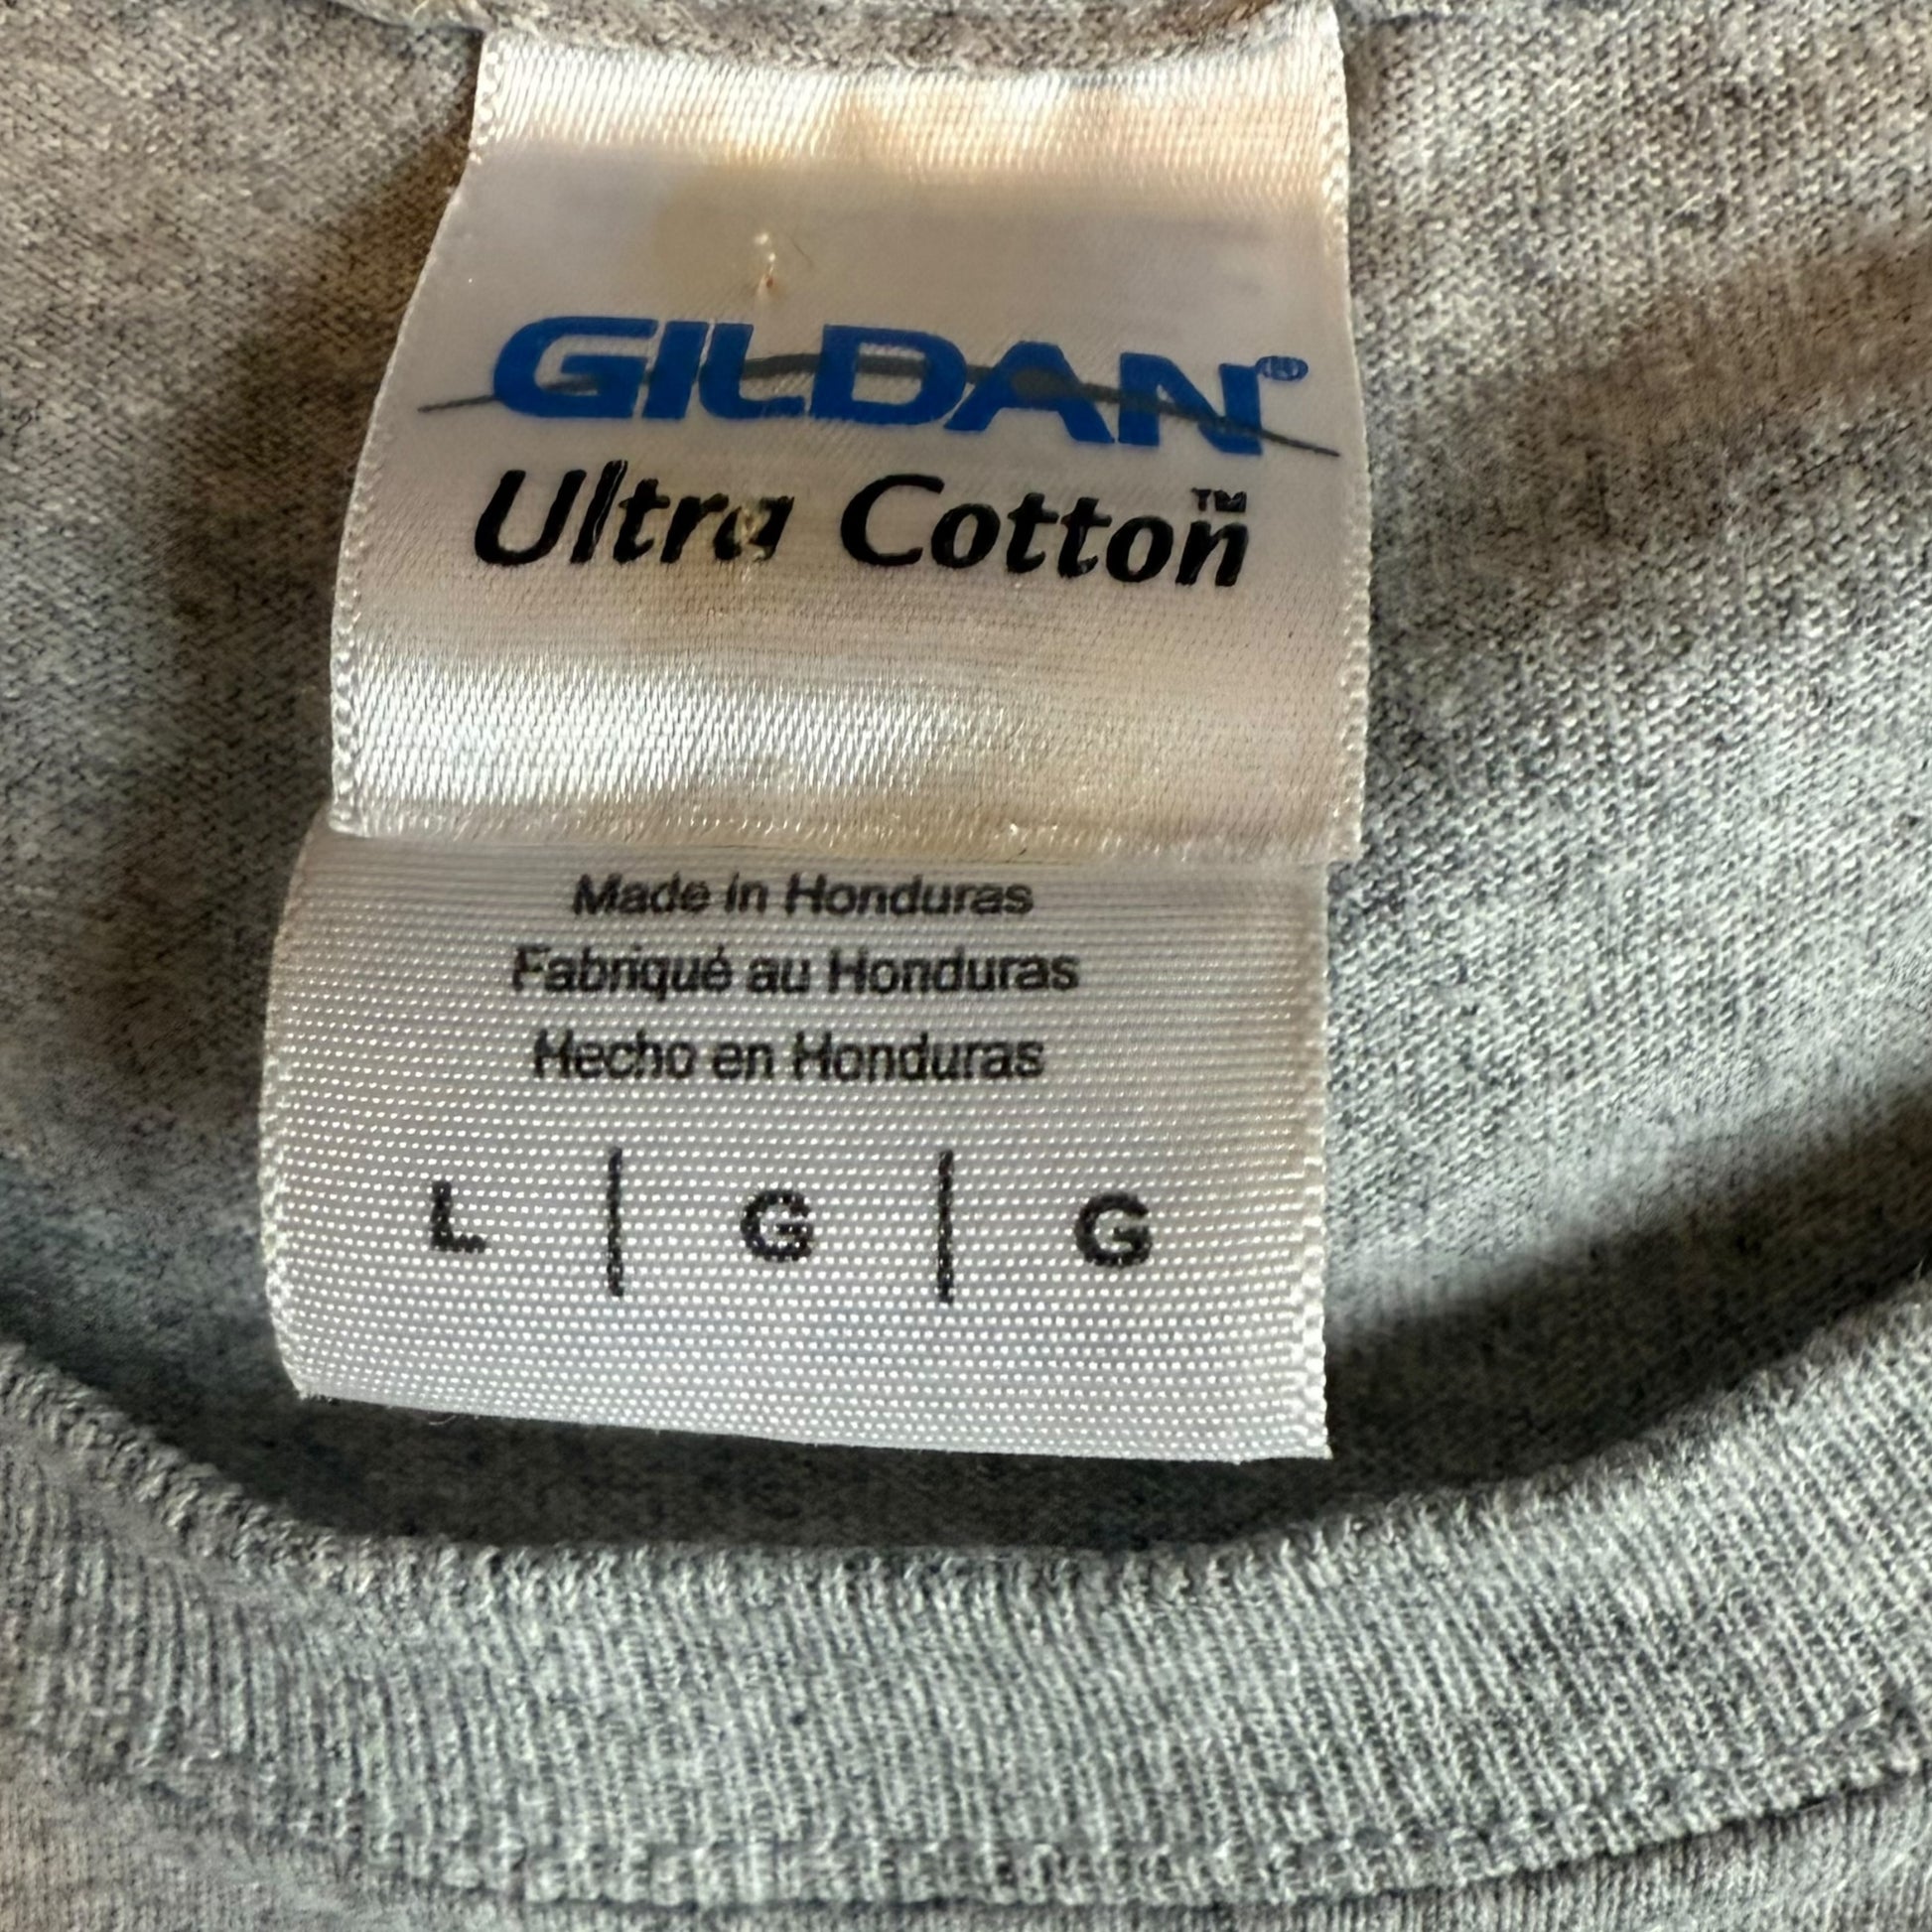 GILDAN®
Ultra Cotton™
Made in Honduras
Fabriqué au Honduras
Hecho en Honduras
L | G | G